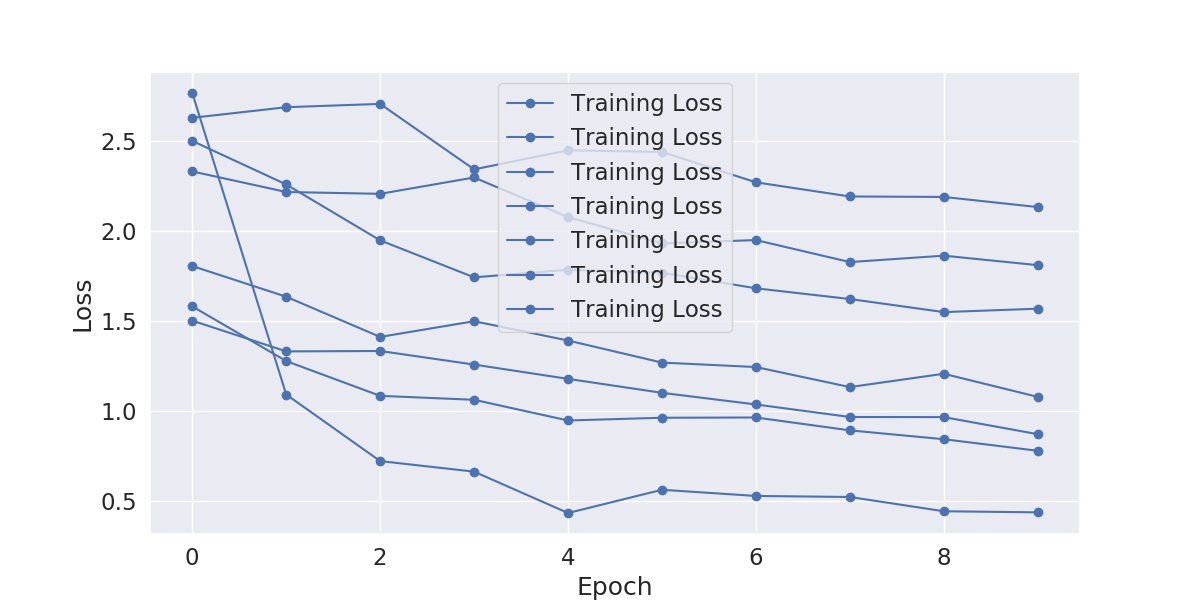 Training Loss
Training Loss
Training Loss
Training Loss
Training Loss
Training Loss
Training Loss
2.5
2.0
1.5
1.0
0.5
Loss
0 2 4 6 8
Epoch